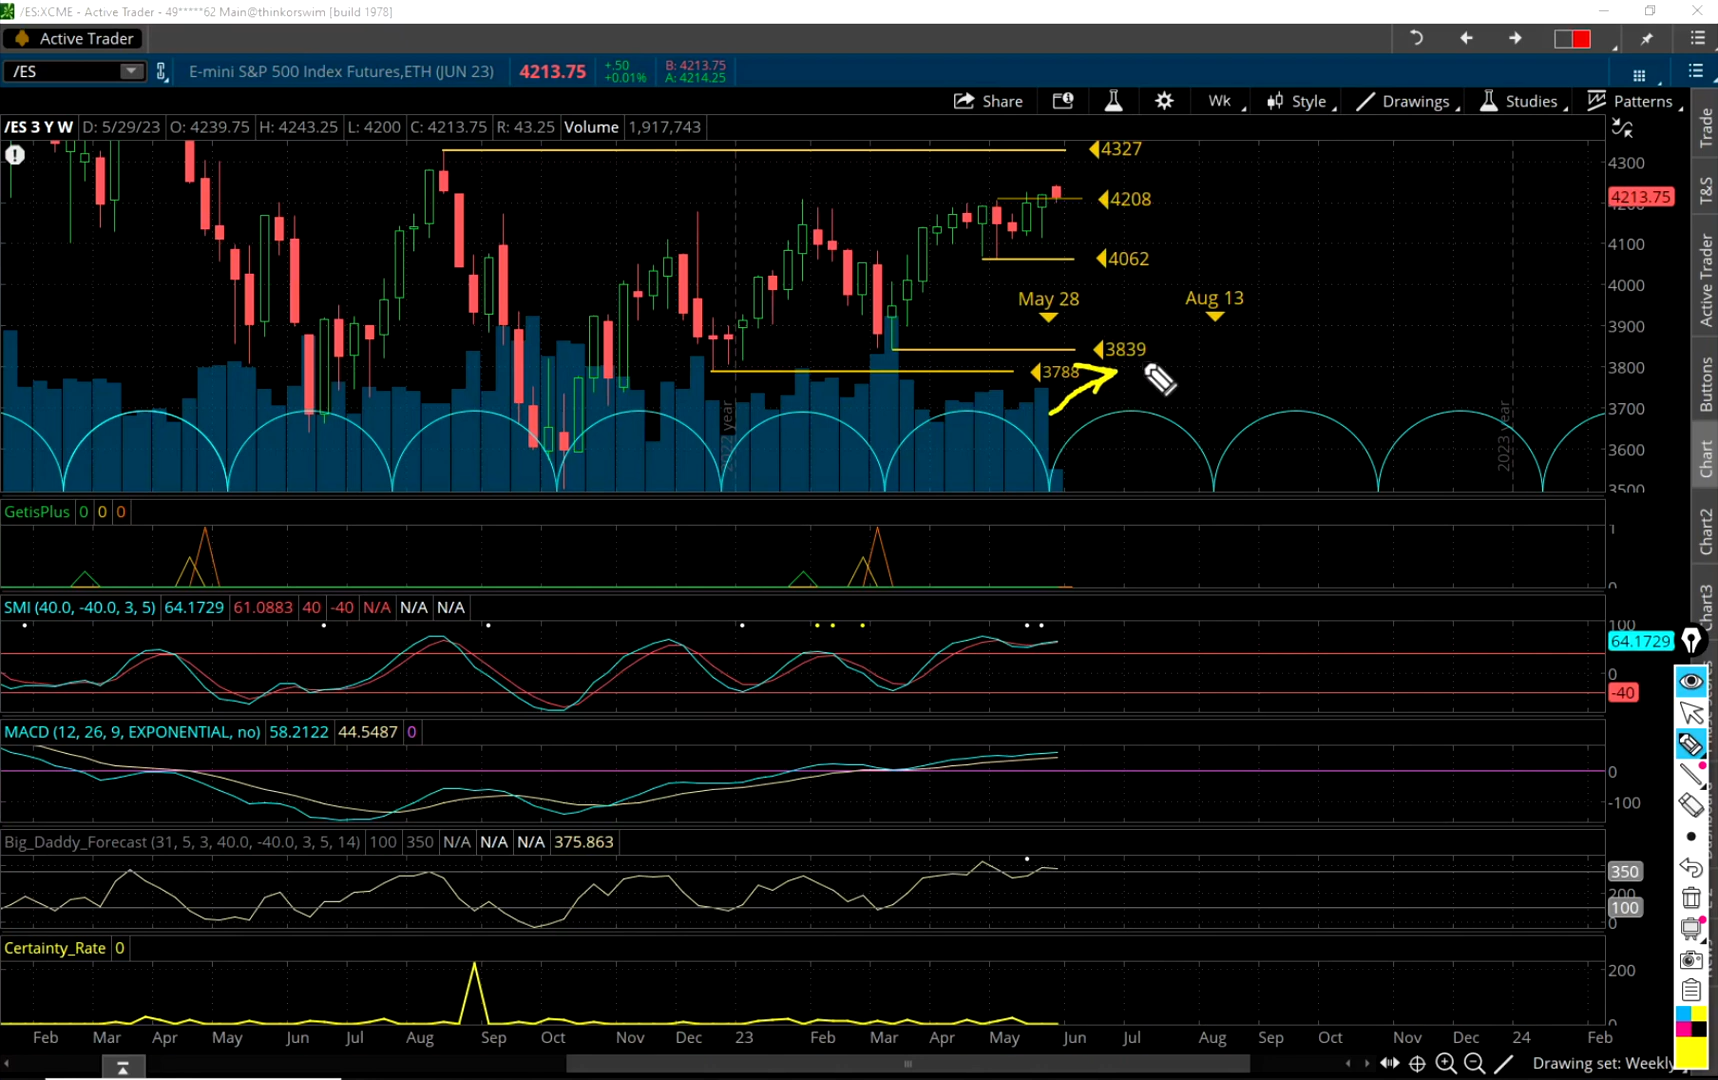 /ES:XCME - Active Trader - 49*****62 Main@thinkorswim [build 1978]
Active Trader
/ES E-mini S&P 500 Index Futures,ETH (JUN 23) 4213.75 +.50 +0.01% B: 4213.75 A: 4214.25
Share Wk Style Drawings Studies Patterns
/ES 3 Y W D: 5/29/23 O: 4239.75 H: 4243.25 L: 4200 C: 4213.75 R: 43.25 Volume 1,917,743
4327
4300
4213.75
4208
4100
4062
4000
May 28 Aug 13
3900
3839
3800
3788
3700
2022 year 2023 year
3600
3500
GetisPlus 0 0 0
1
0
SMI (40.0, -40.0, 3, 5) 64.1729 61.0883 40 -40 N/A N/A N/A
100
64.1729
0
-40
MACD (12, 26, 9, EXPONENTIAL, no) 58.2122 44.5487 0
0
-100
Big_Daddy_Forecast (31, 5, 3, 40.0, -40.0, 3, 5, 14) 100 350 N/A N/A N/A 375.863
350
200
100
0
Certainty_Rate 0
200
0
Feb Mar Apr May Jun Jul Aug Sep Oct Nov Dec 23 Feb Mar Apr May Jun Jul Aug Sep Oct Nov Dec 24 Feb
Drawing set: Weekly
Trade
T&S
Active Trader
Buttons
Chart
Chart2
Chart3